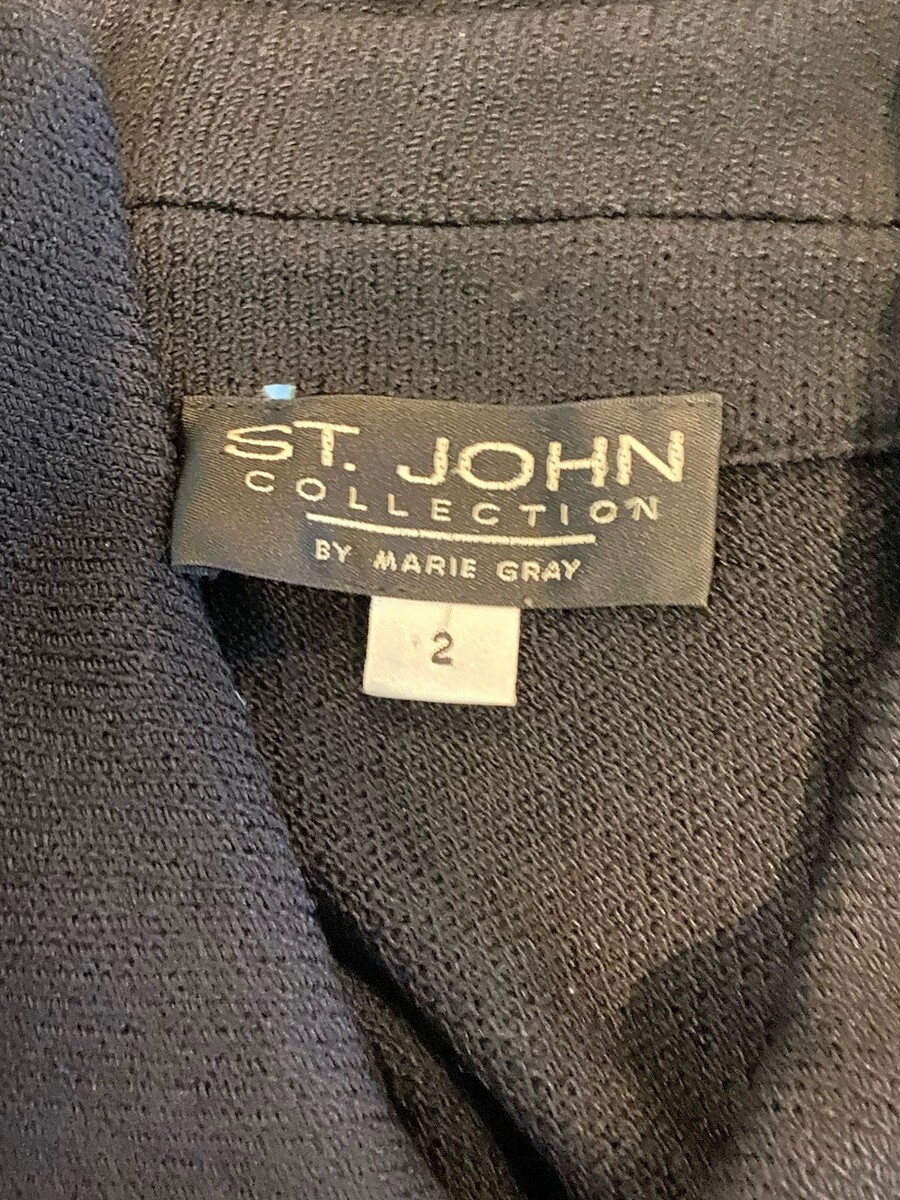 ST. JOHN
COLLECTION
BY MARIE GRAY
2